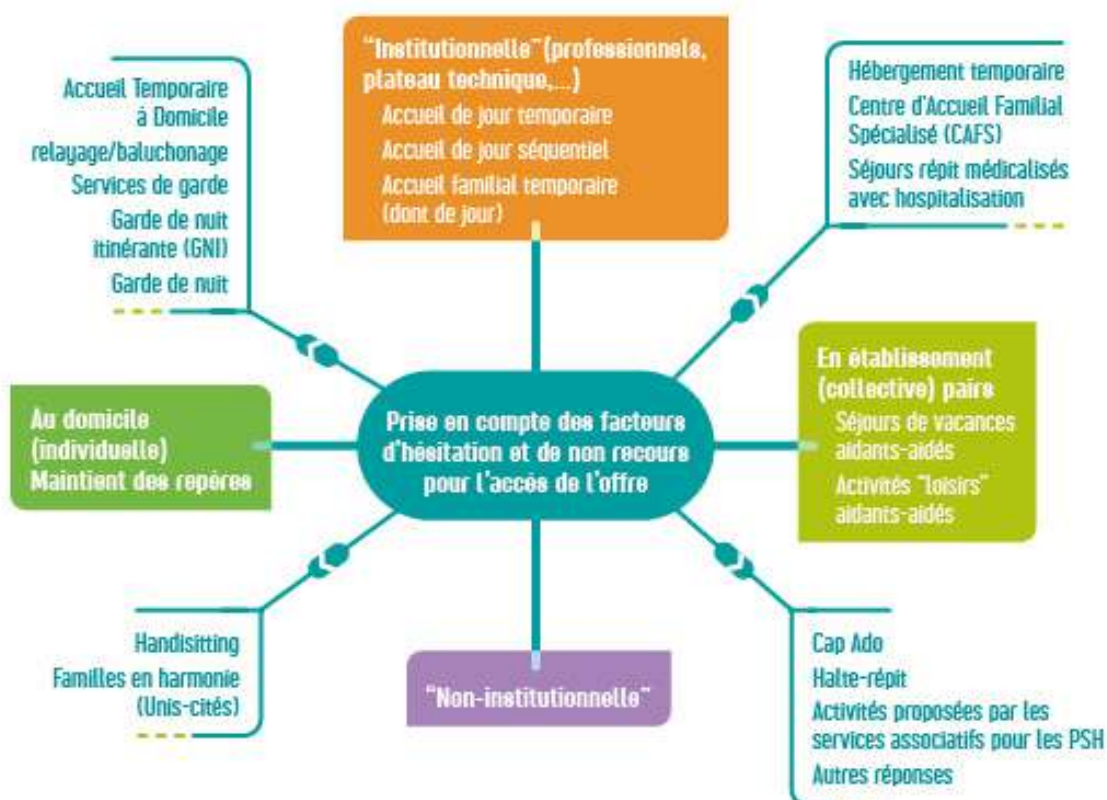 Accueil Temporaire
à Domicile
relayage/baluchonage
Services de garde
Garde de nuit
itinérante (GNI)
Garde de nuit
"Institutionnelle" (professionnels,
plateau technique,...)
Accueil de jour temporaire
Accueil de jour séquentiel
Accueil familial temporaire
(dont de jour)
Hébergement temporaire
Centre d'Accueil Familial
Spécialisé (CAFS)
Séjours répit médicalisés
avec hospitalisation
Au domicile
(individuelle)
Maintient des repères
Prise en compte des facteurs
d'hésitation et de non recours
pour l'accès de l'offre
En établissement
(collective) pairs
Séjours de vacances
aidants-aidés
Activités "loisirs"
aidants-aidés
Handisitting
Familles en harmonie
(Unis-cités)
"Non-institutionnelle"
Cap Ado
Halte-répit
Activités proposées par les
services associatifs pour les PSH
Autres réponses